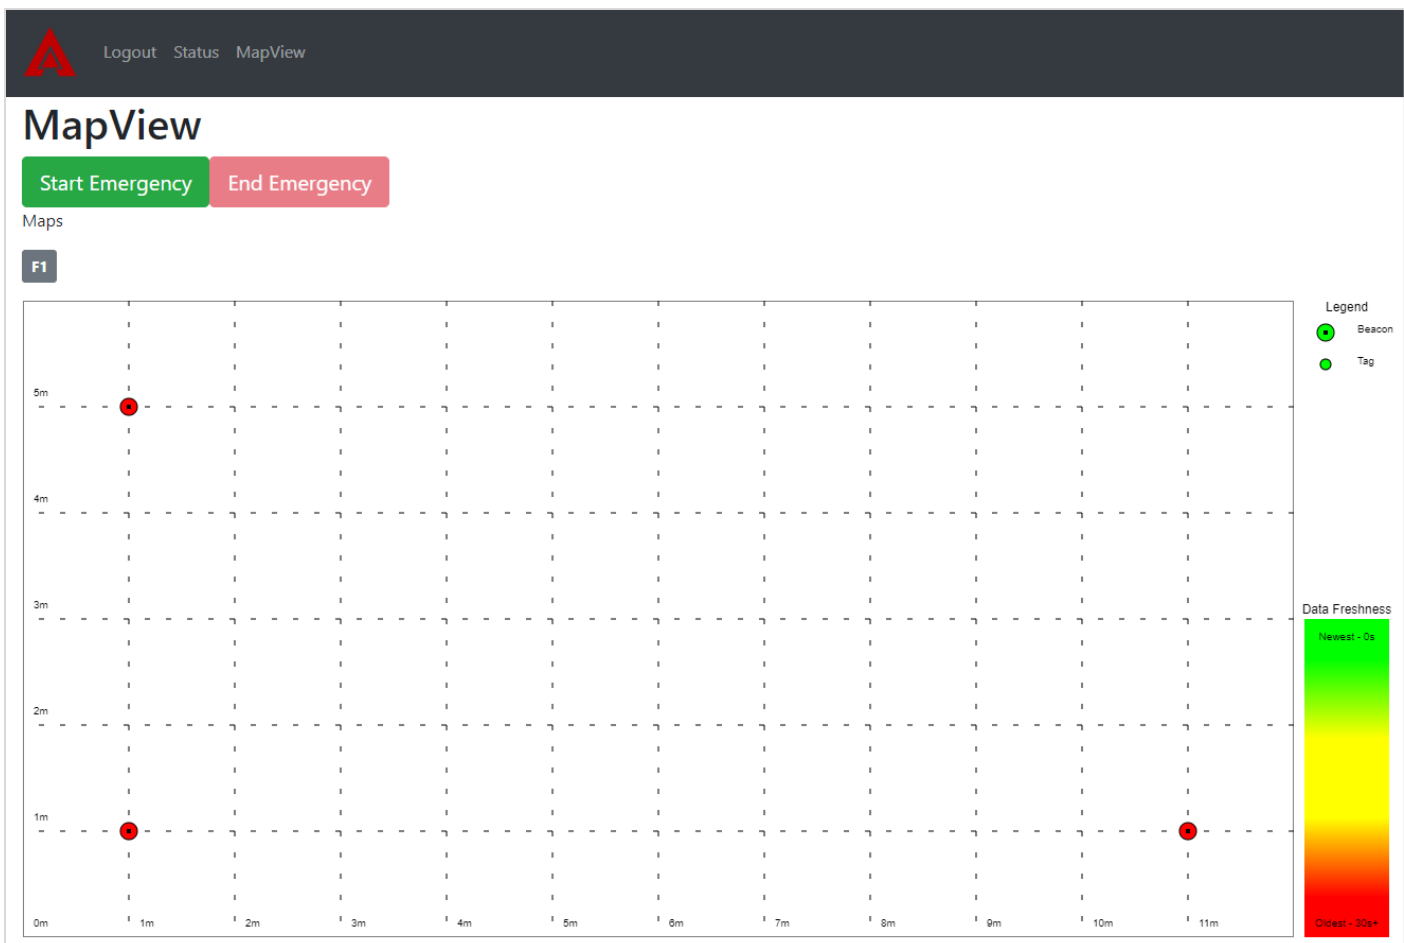 Logout Status MapView
MapView
Start Emergency End Emergency
Maps
F1
Legend
Beacon
Tag
5m
4m
3m
2m
1m
0m 1m 2m 3m 4m 5m 6m 7m 8m 9m 10m 11m
Data Freshness
Newest - 0s
Oldest - 30s+